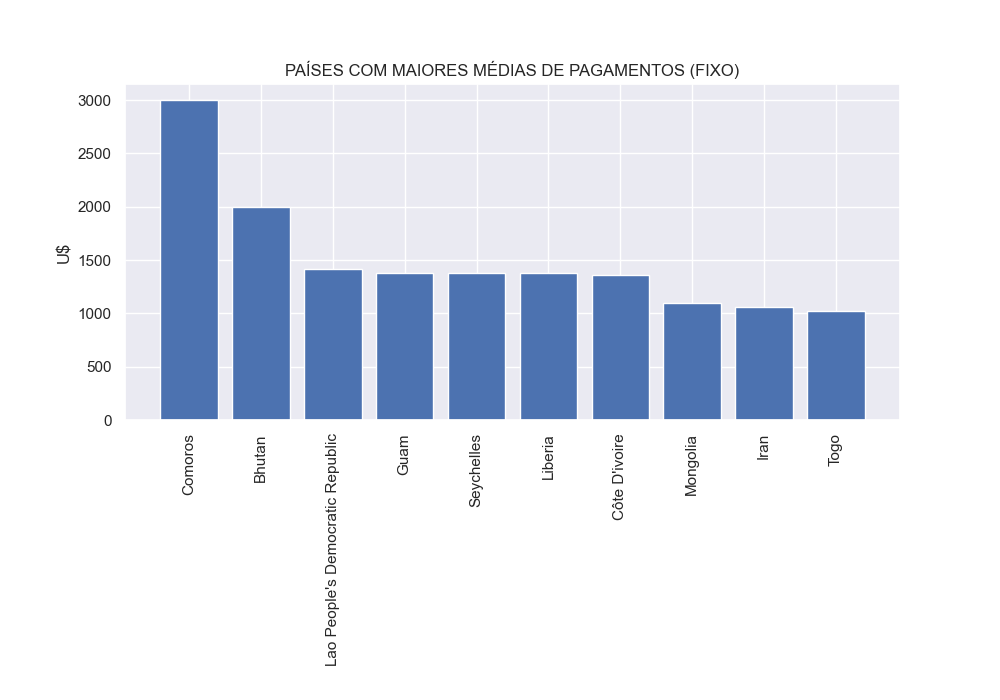 PAÍSES COM MAIORES MÉDIAS DE PAGAMENTOS (FIXO)
U$
3000
2500
2000
1500
1000
500
0
Comoros
Bhutan
Lao People's Democratic Republic
Guam
Seychelles
Liberia
Côte D'ivoire
Mongolia
Iran
Togo